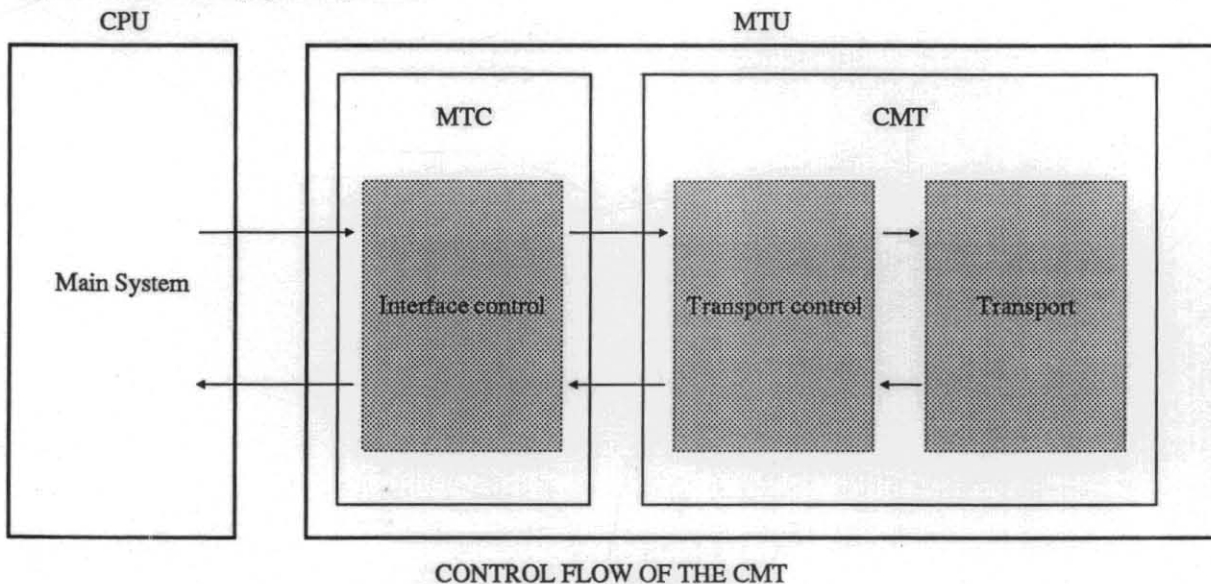 CPU
MTU
MTC
CMT
Main System
Interface control
Transport control
Transport
CONTROL FLOW OF THE CMT